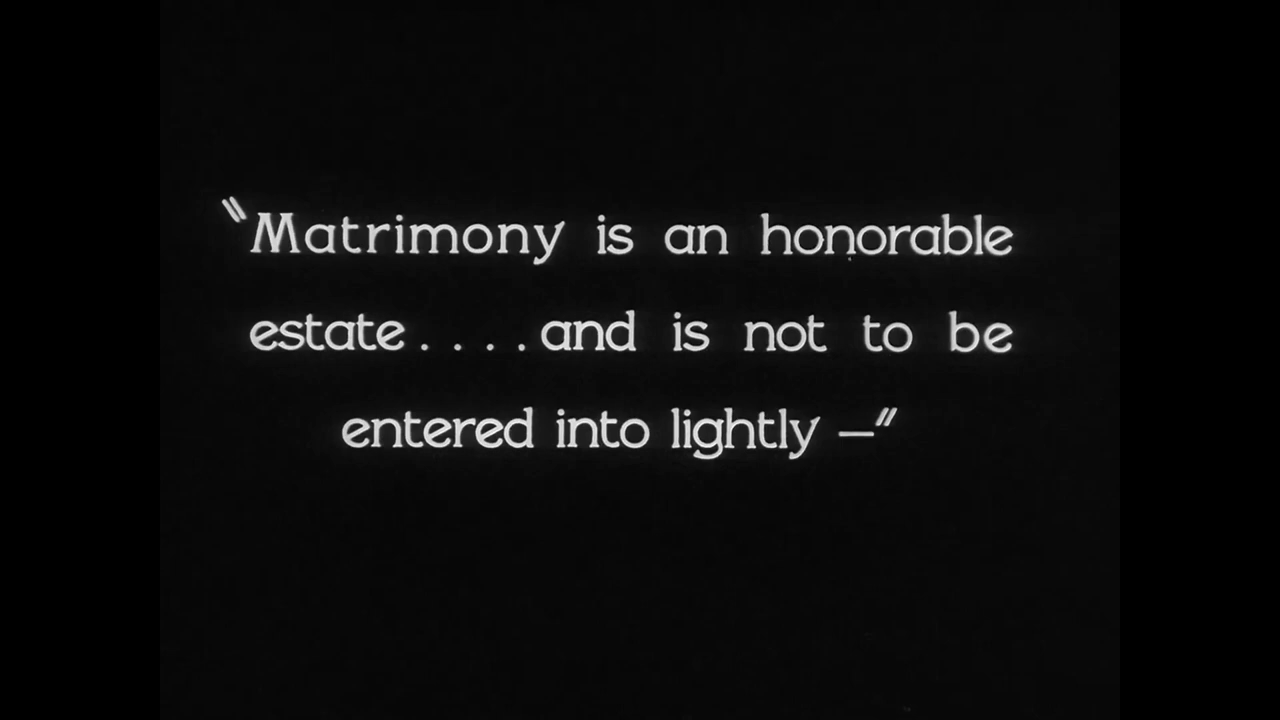 "Matrimony is an honorable
estate....and is not to be
entered into lightly —"